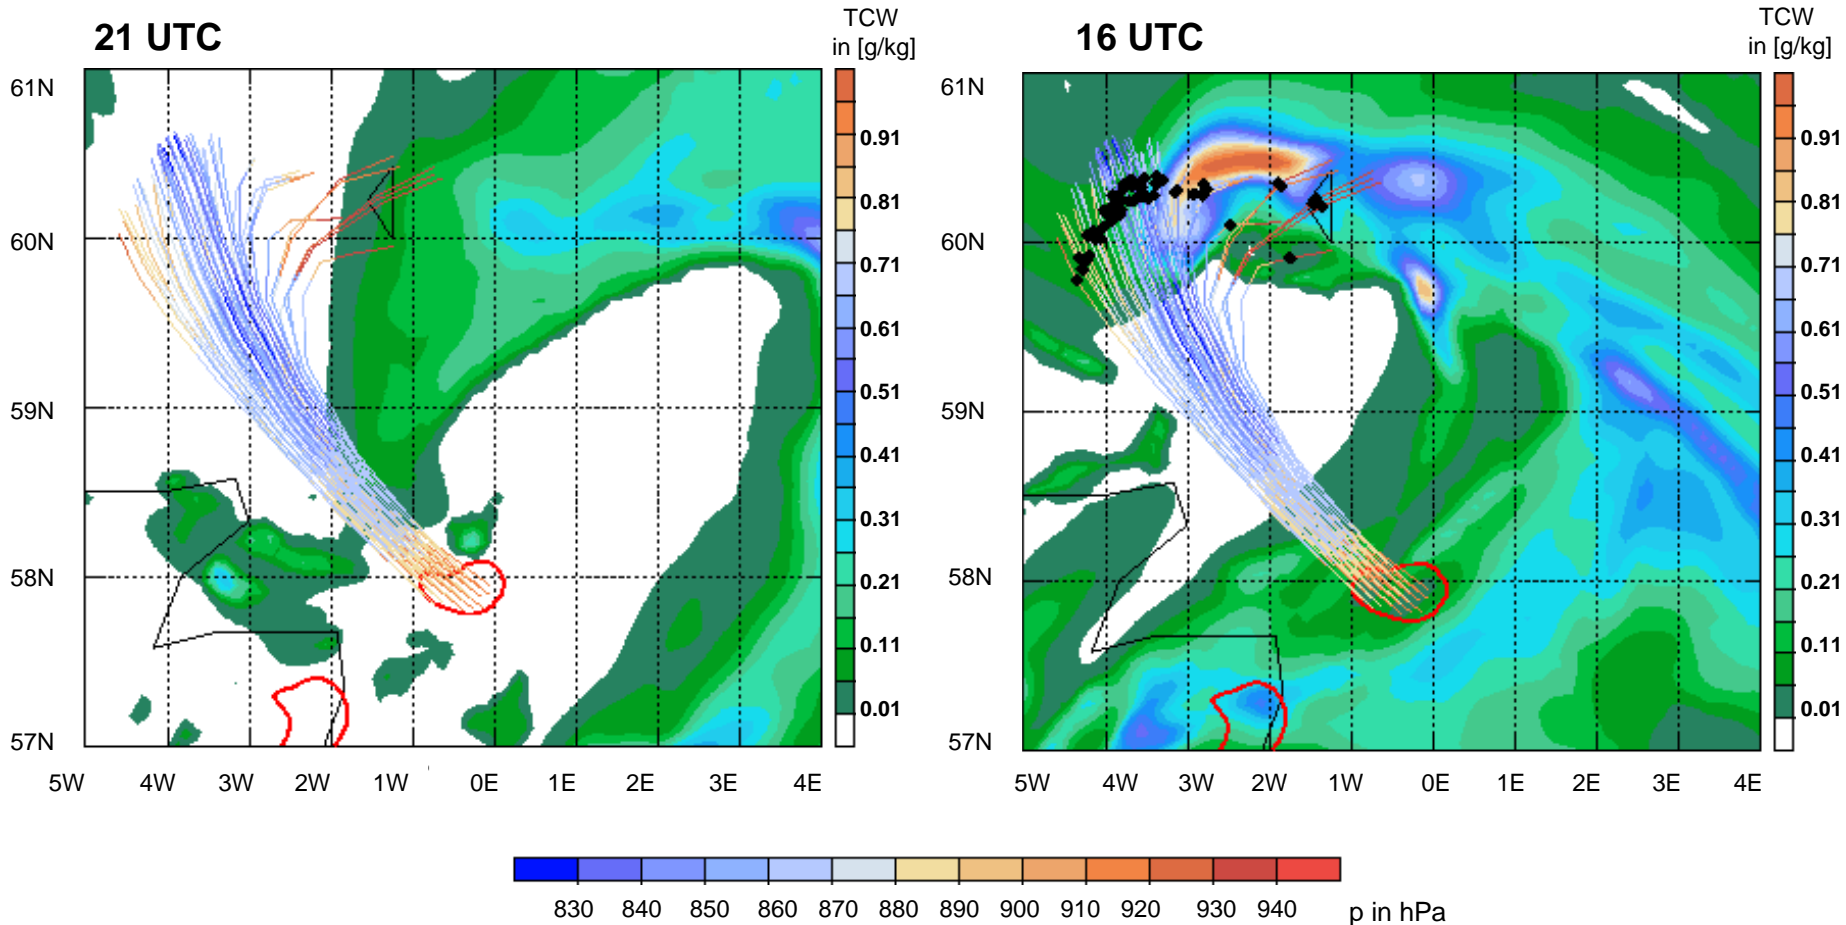 21 UTC
TCW
in [g/kg]
61N
60N
59N
58N
57N
5W 4W 3W 2W 1W 0E 1E 2E 3E 4E
0.91
0.81
0.71
0.61
0.51
0.41
0.31
0.21
0.11
0.01
16 UTC
TCW
in [g/kg]
61N
60N
59N
58N
57N
5W 4W 3W 2W 1W 0E 1E 2E 3E 4E
0.91
0.81
0.71
0.61
0.51
0.41
0.31
0.21
0.11
0.01
830 840 850 860 870 880 890 900 910 920 930 940 p in hPa